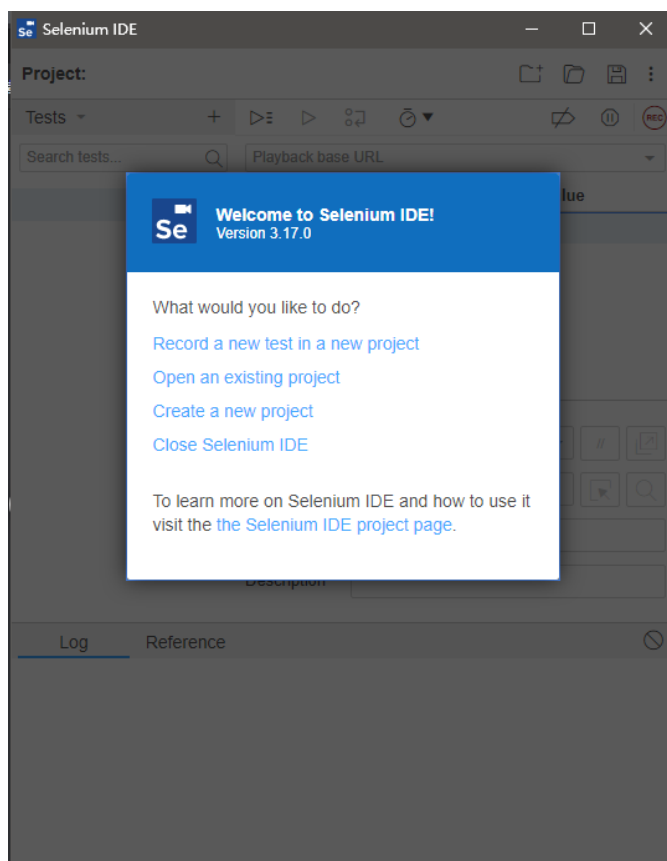 Se Selenium IDE
Project:
Tests
REC
Search tests...
Playback base URL
lue
Se
Welcome to Selenium IDE!
Version 3.17.0
What would you like to do?
Record a new test in a new project
Open an existing project
Create a new project
Close Selenium IDE
To learn more on Selenium IDE and how to use it
visit the the Selenium IDE project page.
Description
Log Reference